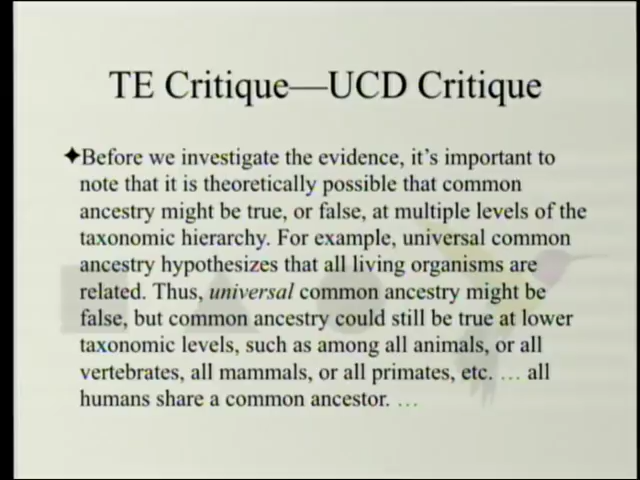 TE Critique—UCD Critique
✦Before we investigate the evidence, it's important to
note that it is theoretically possible that common
ancestry might be true, or false, at multiple levels of the
taxonomic hierarchy. For example, universal common
ancestry hypothesizes that all living organisms are
related. Thus, universal common ancestry might be
false, but common ancestry could still be true at lower
taxonomic levels, such as among all animals, or all
vertebrates, all mammals, or all primates, etc. … all
humans share a common ancestor. …